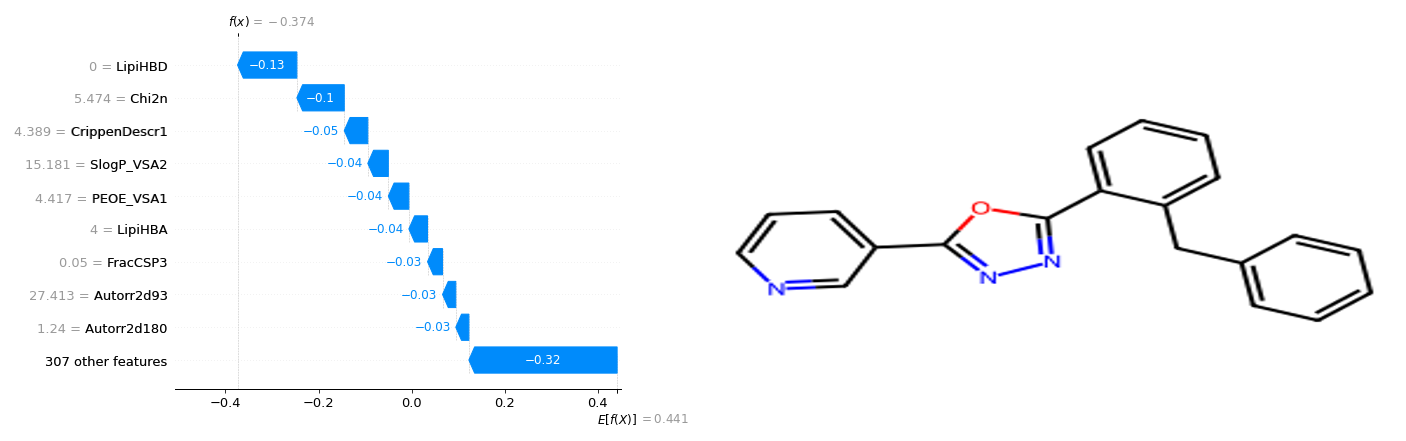 f(x) = −0.374
0 = LipiHBD −0.13
5.474 = Chi2n −0.1
4.389 = CrippenDescr1 −0.05
15.181 = SlogP_VSA2 −0.04
4.417 = PEOE_VSA1 −0.04
4 = LipiHBA −0.04
0.05 = FracCSP3 −0.03
27.413 = Autorr2d93 −0.03
1.24 = Autorr2d180 −0.03
307 other features −0.32
−0.4 −0.2 0.0 0.2 0.4
E[f(X)] = 0.441
O
N
N
N